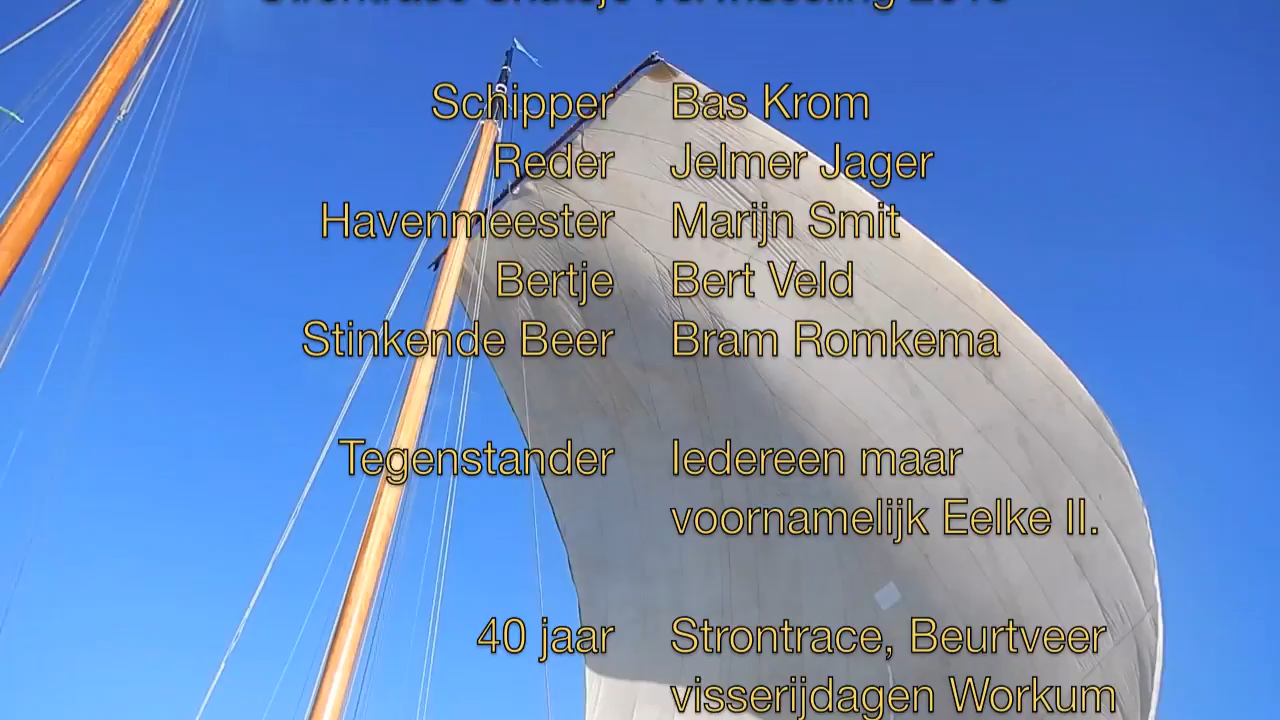 Schipper Bas Krom
Reder Jelmer Jager
Havenmeester Marijn Smit
Bertje Bert Veld
Stinkende Beer Bram Romkema
Tegenstander Iedereen maar
voornamelijk Eelke II.
40 jaar Strontrace, Beurtveer
visserijdagen Workum